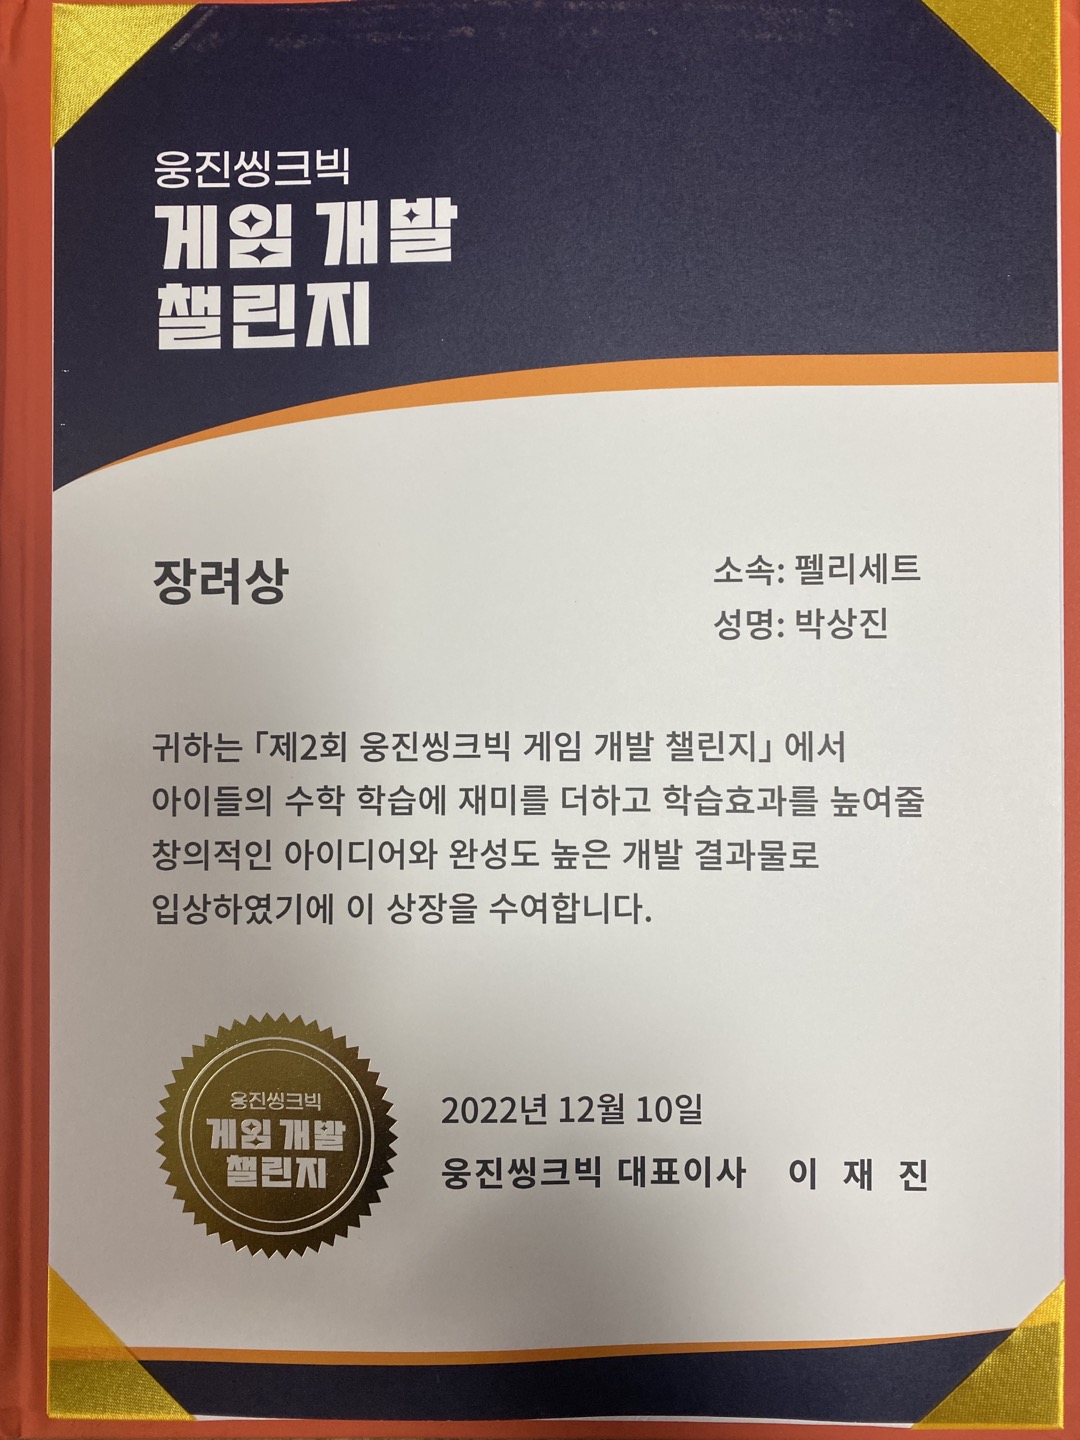 웅진씽크빅
게임 개발
챌린지
장려상
소속: 펠리세트
성명: 박상진
귀하는 「제2회 웅진씽크빅 게임 개발 챌린지」 에서
아이들의 수학 학습에 재미를 더하고 학습효과를 높여줄
창의적인 아이디어와 완성도 높은 개발 결과물로
입상하였기에 이 상장을 수여합니다.
웅진씽크빅
게임 개발
챌린지
2022년 12월 10일
웅진씽크빅 대표이사 이 재 진